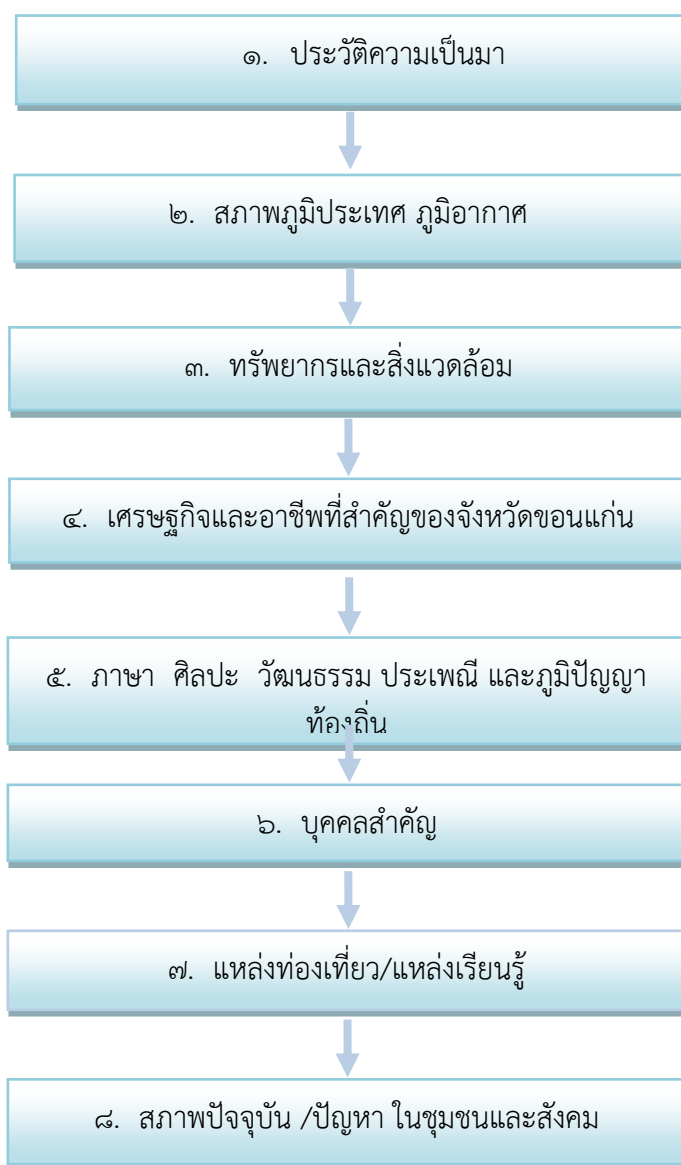 ๑. ประวัติความเป็นมา
๒. สภาพภูมิประเทศ ภูมิอากาศ
๓. ทรัพยากรและสิ่งแวดล้อม
๔. เศรษฐกิจและอาชีพที่สำคัญของจังหวัดขอนแก่น
๕. ภาษา ศิลปะ วัฒนธรรม ประเพณี และภูมิปัญญา
ท้องถิ่น
๖. บุคคลสำคัญ
๗. แหล่งท่องเที่ยว/แหล่งเรียนรู้
๘. สภาพปัจจุบัน /ปัญหา ในชุมชนและสังคม